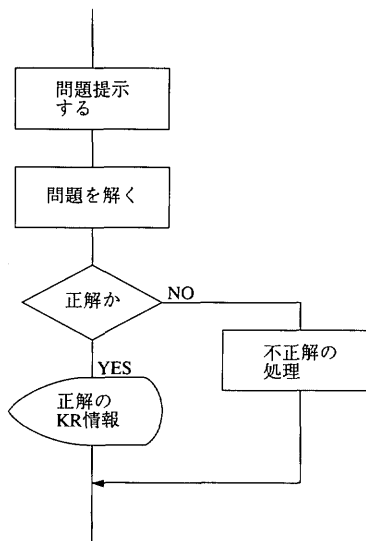 問題提示
する
問題を解く
正解か
NO
YES
不正解の
処理
正解の
KR情報